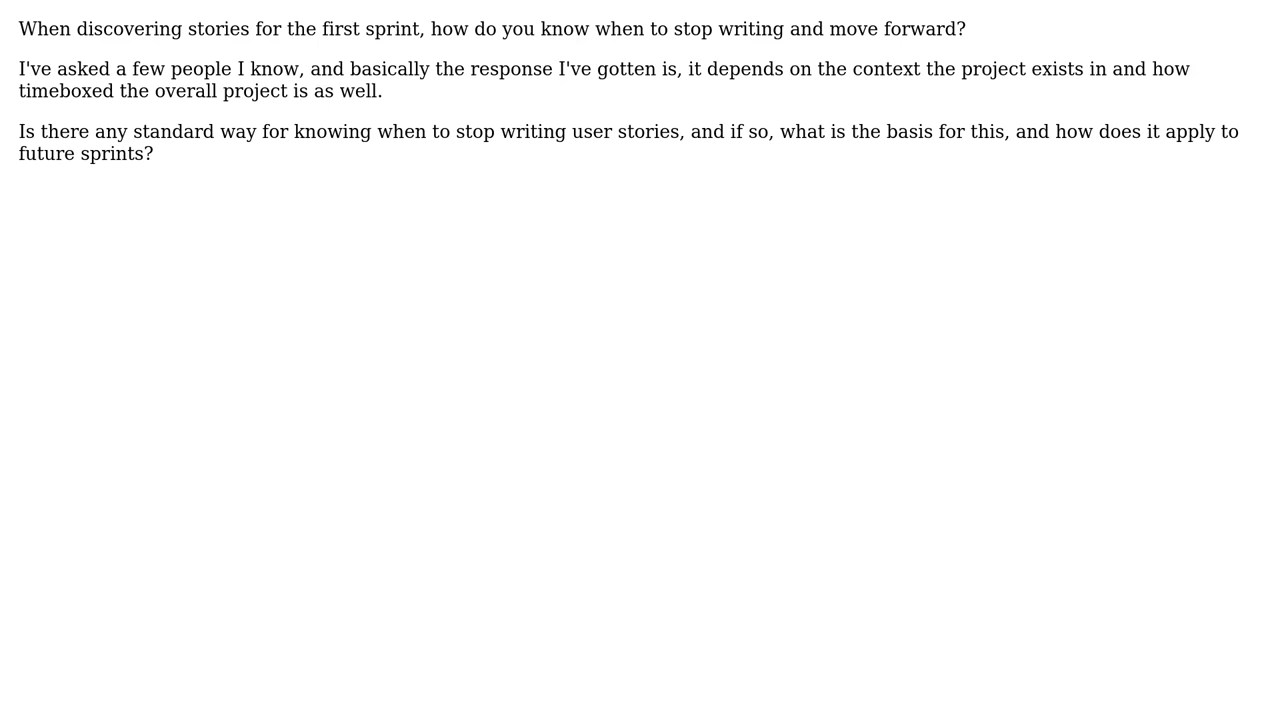 When discovering stories for the first sprint, how do you know when to stop writing and move forward?
I've asked a few people I know, and basically the response I've gotten is, it depends on the context the project exists in and how
timeboxed the overall project is as well.
Is there any standard way for knowing when to stop writing user stories, and if so, what is the basis for this, and how does it apply to
future sprints?